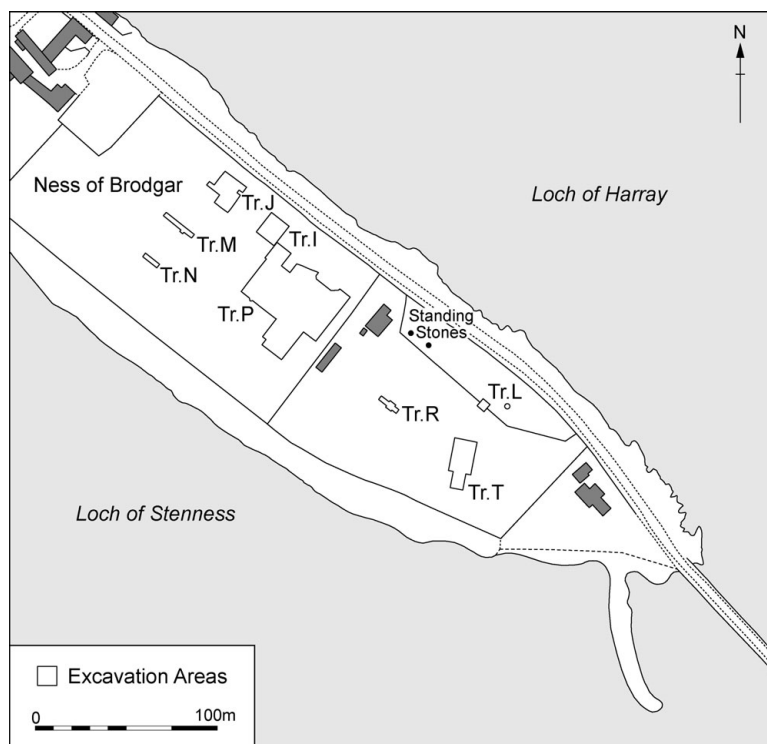 N
Loch of Harray
Ness of Brodgar
Tr.J
Tr.M
Tr.I
Tr.N
Tr.P
Standing
Stones
Tr.L
Tr.R
Tr.T
Loch of Stenness
Excavation Areas
0 100m